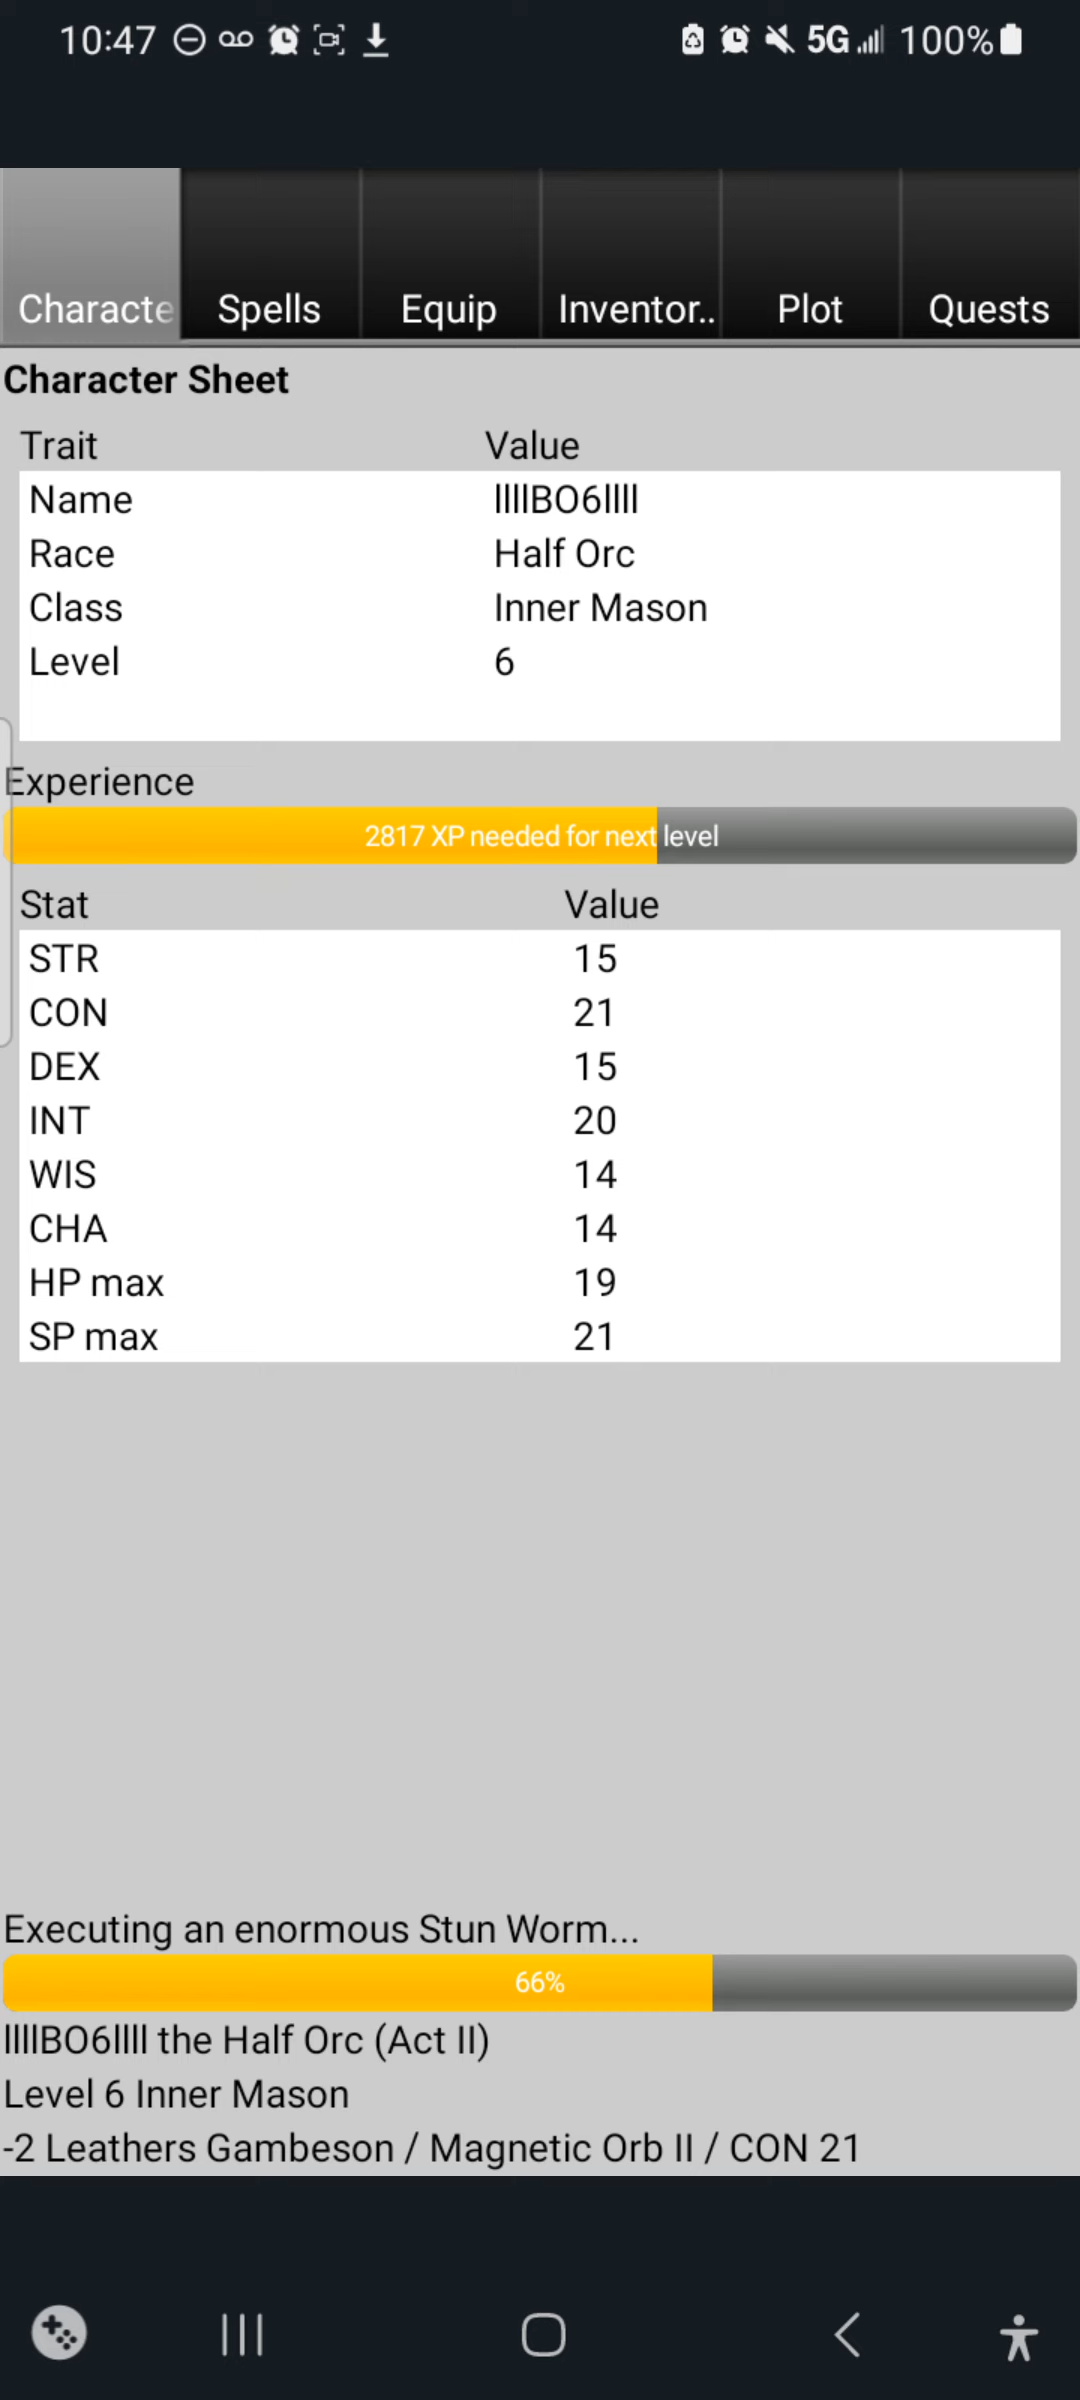 10:47 5G 100%
Characte Spells Equip Inventor.. Plot Quests
Character Sheet
Trait Value
Name llllBO6llll
Race Half Orc
Class Inner Mason
Level 6
Experience
2817 XP needed for next level
Stat Value
STR 15
CON 21
DEX 15
INT 20
WIS 14
CHA 14
HP max 19
SP max 21
Executing an enormous Stun Worm...
66%
llllBO6llll the Half Orc (Act II)
Level 6 Inner Mason
-2 Leathers Gambeson / Magnetic Orb II / CON 21